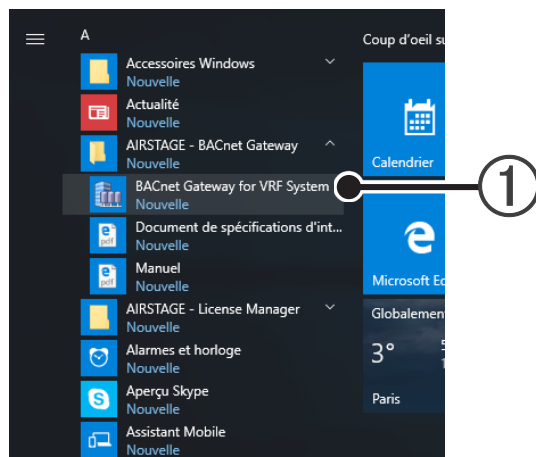 A
Accessoires Windows
Nouvelle
Actualité
Nouvelle
AIRSTAGE - BACnet Gateway
Nouvelle
BACnet Gateway for VRF System
Nouvelle
Document de spécifications d'int...
Nouvelle
Manuel
Nouvelle
AIRSTAGE - License Manager
Nouvelle
Alarmes et horloge
Nouvelle
Aperçu Skype
Nouvelle
Assistant Mobile
Nouvelle
Coup d'oeil su
Calendrier
Microsoft Ed
Globalemen
3°
Paris
1